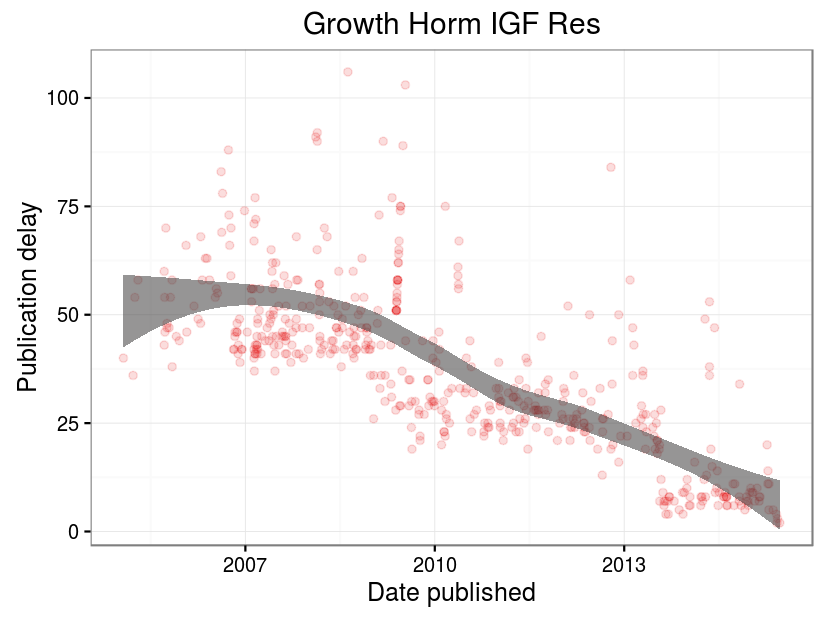 Growth Horm IGF Res
100
75
50
25
0
Publication delay
2007 2010 2013
Date published